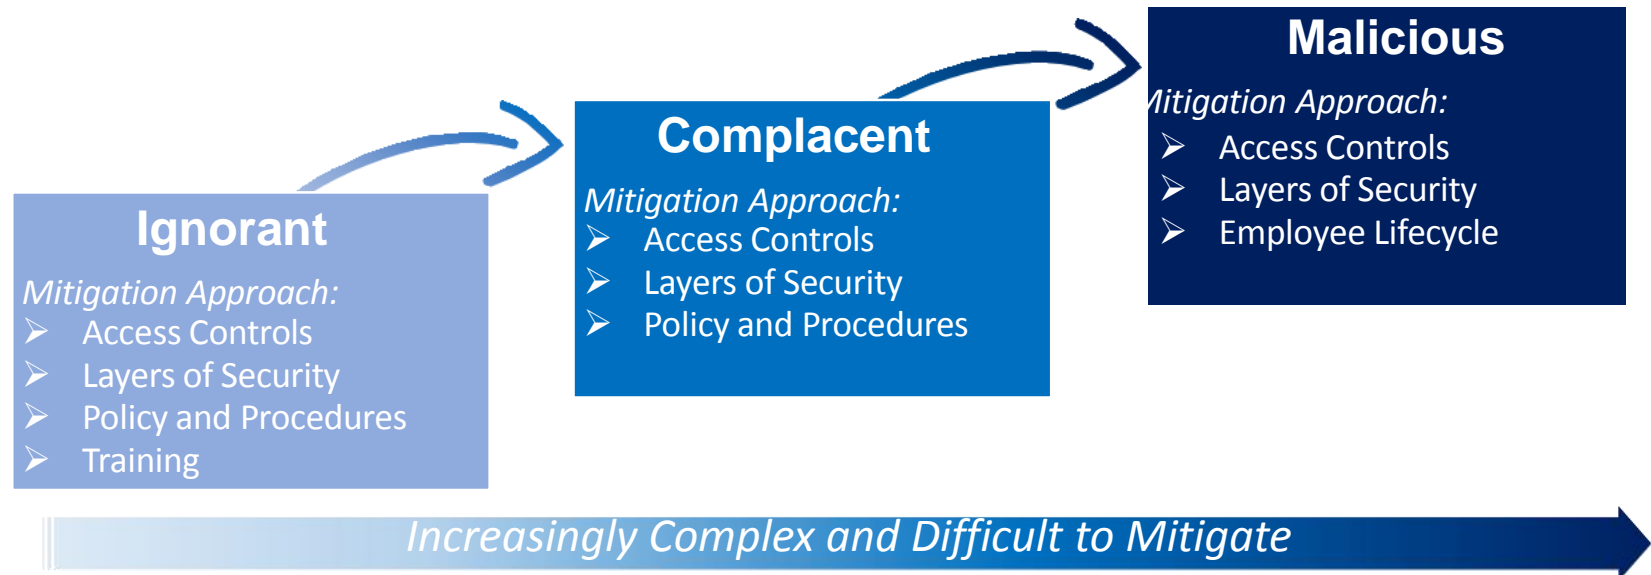 Ignorant
Mitigation Approach:
➢ Access Controls
➢ Layers of Security
➢ Policy and Procedures
➢ Training
Complacent
Mitigation Approach:
➢ Access Controls
➢ Layers of Security
➢ Policy and Procedures
Malicious
Mitigation Approach:
➢ Access Controls
➢ Layers of Security
➢ Employee Lifecycle
Increasingly Complex and Difficult to Mitigate